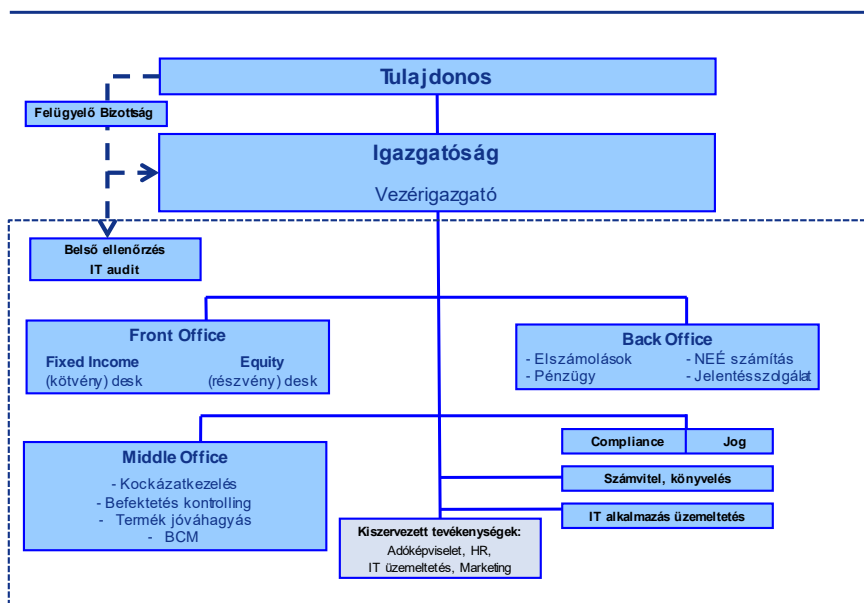 Tulajdonos
Felügyelő Bizottság
Igazgatóság
Vezérigazgató
Belső ellenőrzés
IT audit
Front Office
Fixed Income Equity
(kötvény) desk (részvény) desk
Back Office
- Elszámolások - NEÉ számítás
- Pénzügy - Jelentésszolgálat
Middle Office
- Kockázatkezelés
- Befektetés kontrolling
- Termék jóváhagyás
- BCM
Compliance Jog
Számvitel, könyvelés
IT alkalmazás üzemeltetés
Kiszervezett tevékenységek:
Adóképviselet, HR,
IT üzemeltetés, Marketing